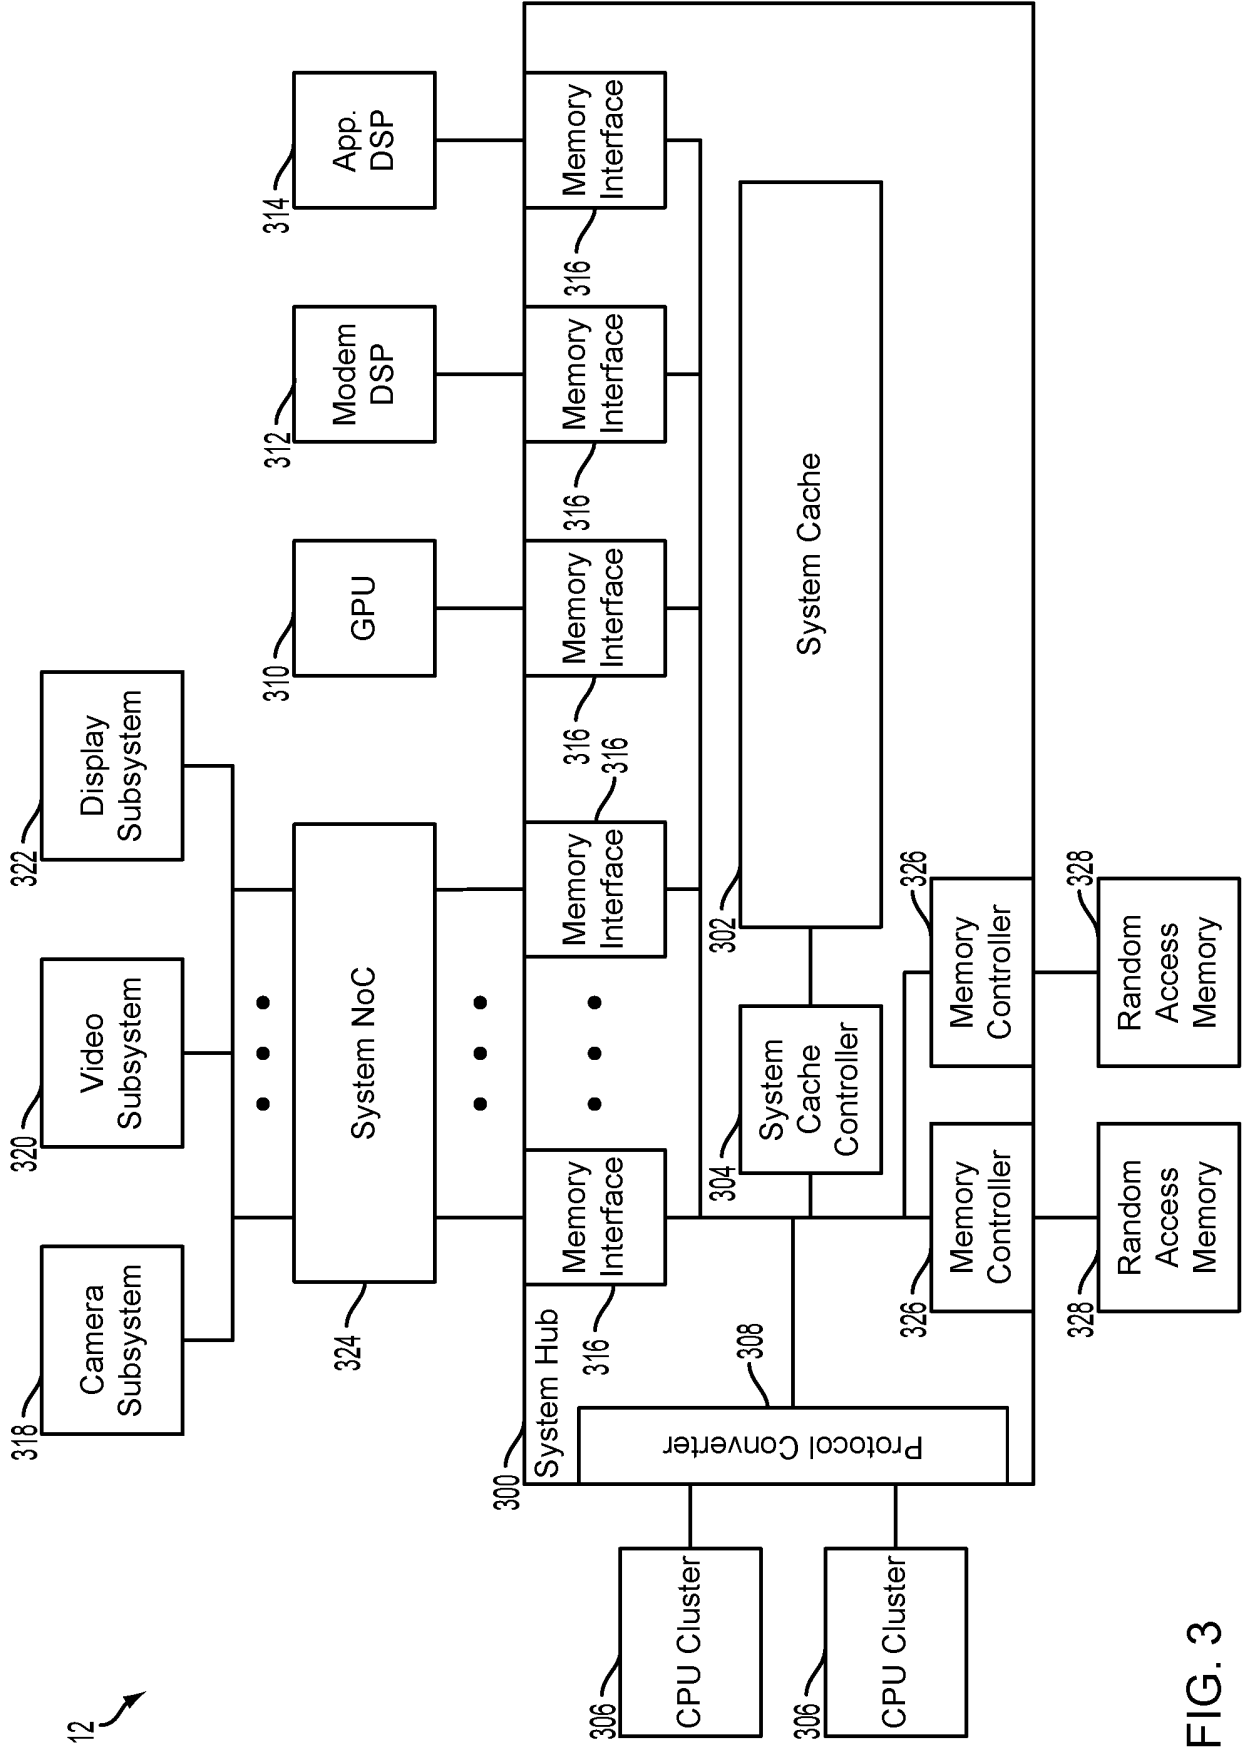 12
318
Camera
Subsystem
320
Video
Subsystem
322
Display
Subsystem
324
System NoC
310
GPU
312
Modem
DSP
314
App.
DSP
300
System Hub
316
Memory
Interface
Memory
Interface
316
316
Memory
Interface
316
Memory
Interface
316
Memory
Interface
306
CPU Cluster
306
CPU Cluster
308
Protocol Converter
304
System
Cache
Controller
302
System Cache
326
Memory
Controller
326
Memory
Controller
328
Random
Access
Memory
328
Random
Access
Memory
FIG. 3